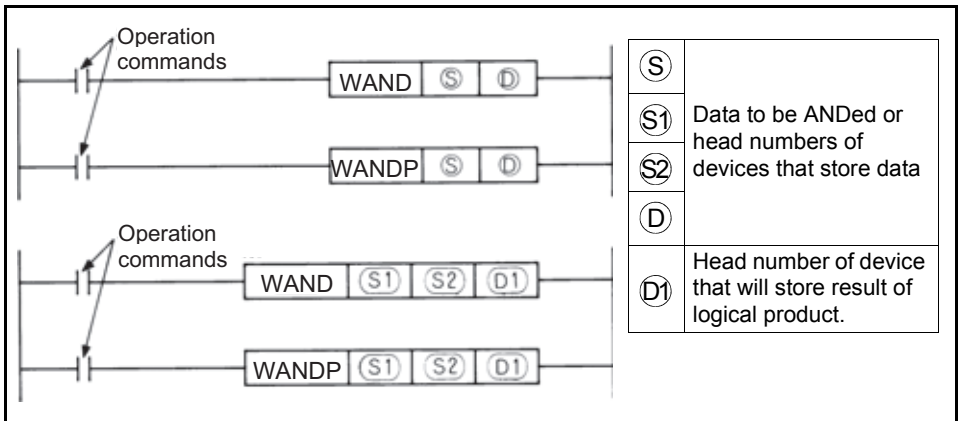 Operation
commands
WAND Ⓢ Ⓓ
WANDP Ⓢ Ⓓ
Operation
commands
WAND S1 S2 D1
WANDP S1 S2 D1
S
S1
S2
D
Data to be ANDed or
head numbers of
devices that store data
D1
Head number of device
that will store result of
logical product.